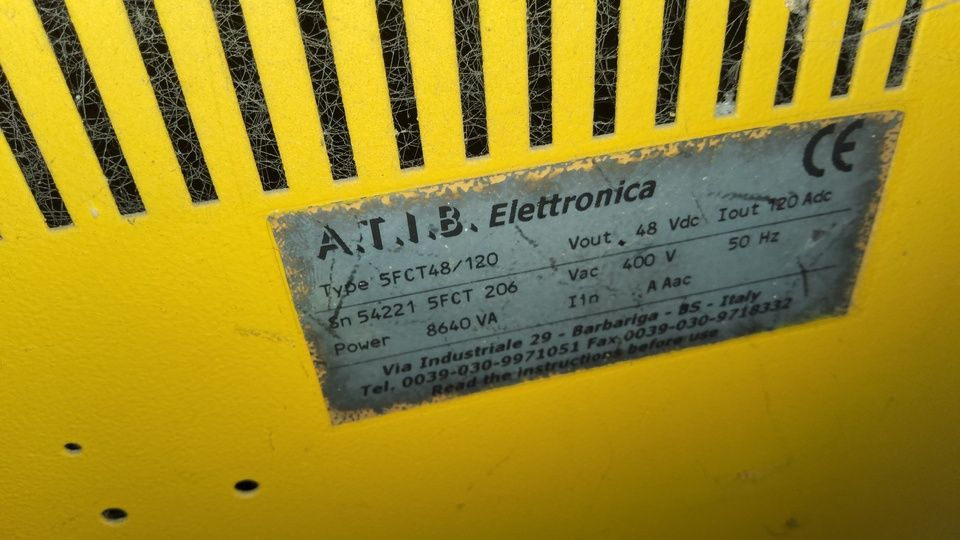 A.T.I.B. Elettronica CE
Type 5FCT48/120 Vout. 48 Vdc Iout 120 Adc
Sn 54221 5FCT 206 Vac 400 V 50 Hz
Power 8640 VA Iin A Aac
Via Industriale 29 - Barbariga - BS - Italy
Tel. 0039-030-9971051 Fax 0039-030-9718332
Read the instructions before use